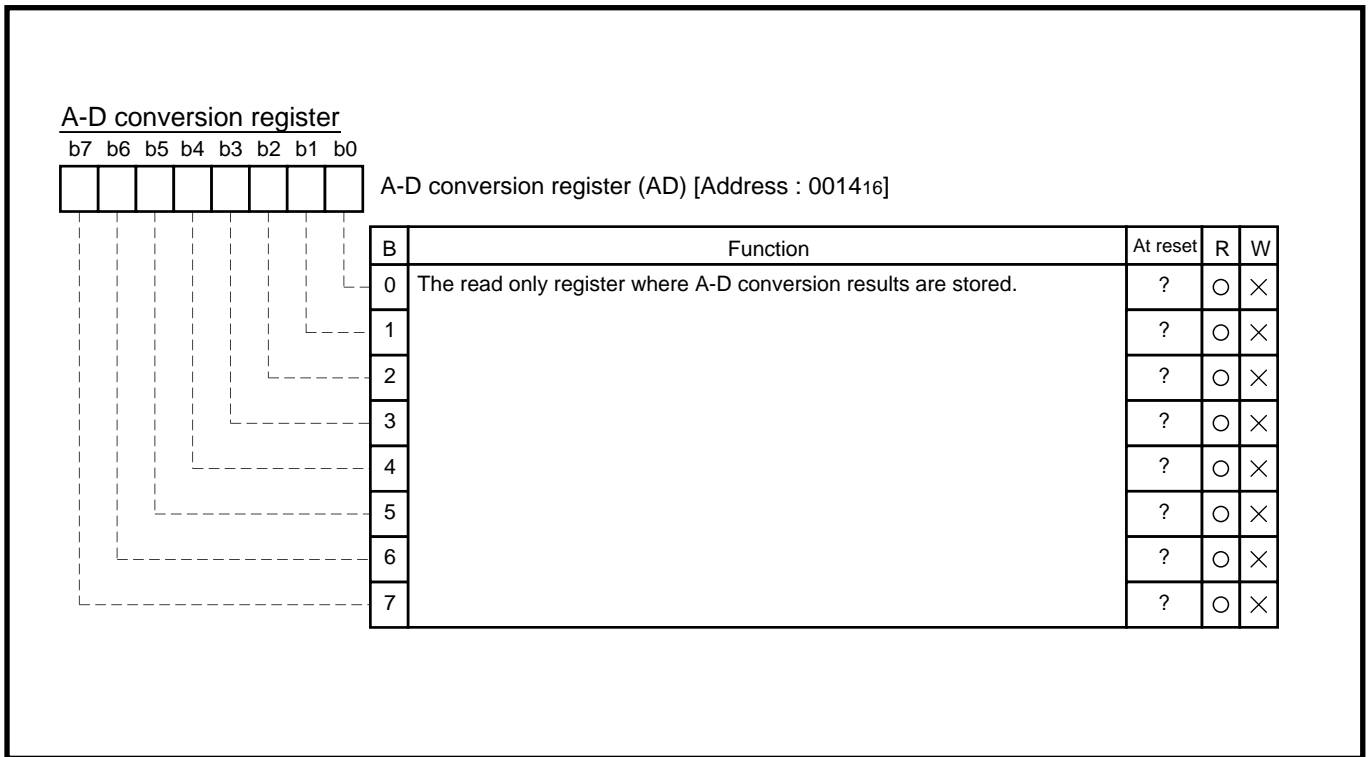 A-D conversion register
b7 b6 b5 b4 b3 b2 b1 b0
A-D conversion register (AD) [Address : 001416]
B Function At reset R W
0 The read only register where A-D conversion results are stored. ? ○ ×
1 ? ○ ×
2 ? ○ ×
3 ? ○ ×
4 ? ○ ×
5 ? ○ ×
6 ? ○ ×
7 ? ○ ×